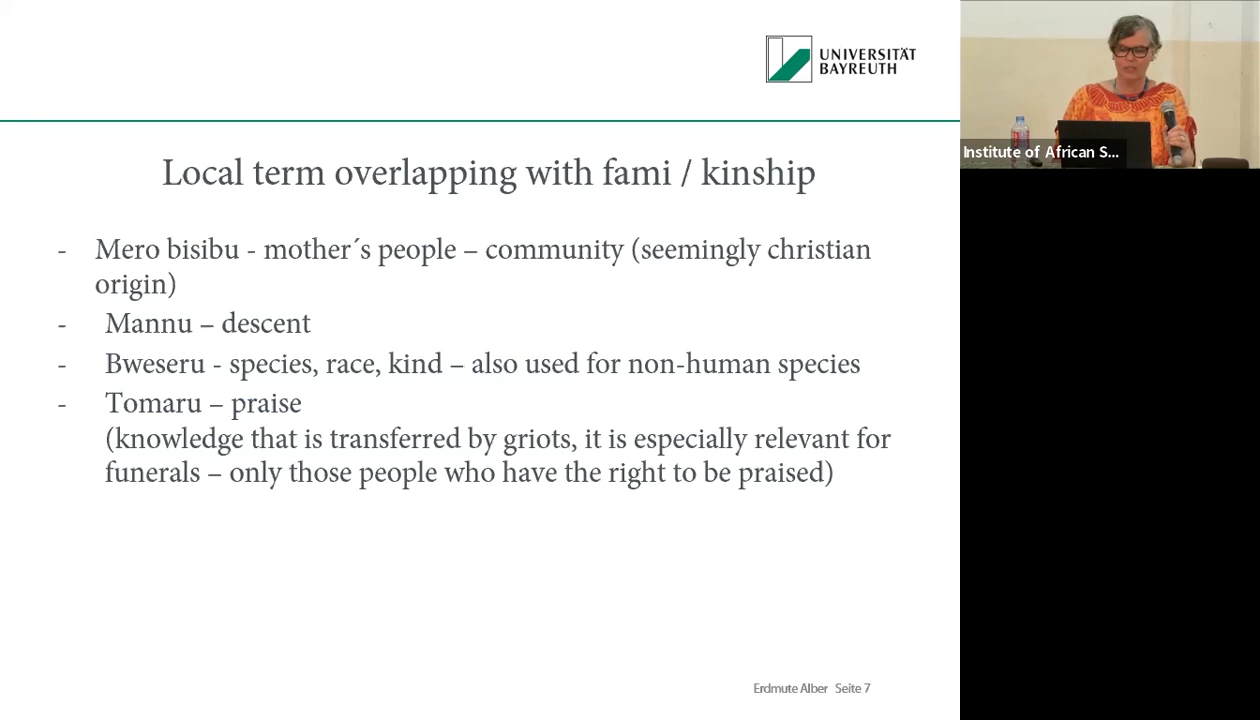 UNIVERSITÄT
BAYREUTH
Institute of African S...
Local term overlapping with fami / kinship
- Mero bisibu - mother´s people – community (seemingly christian
origin)
- Mannu – descent
- Bweseru - species, race, kind – also used for non-human species
- Tomaru – praise
(knowledge that is transferred by griots, it is especially relevant for
funerals – only those people who have the right to be praised)
Erdmute Alber Seite 7